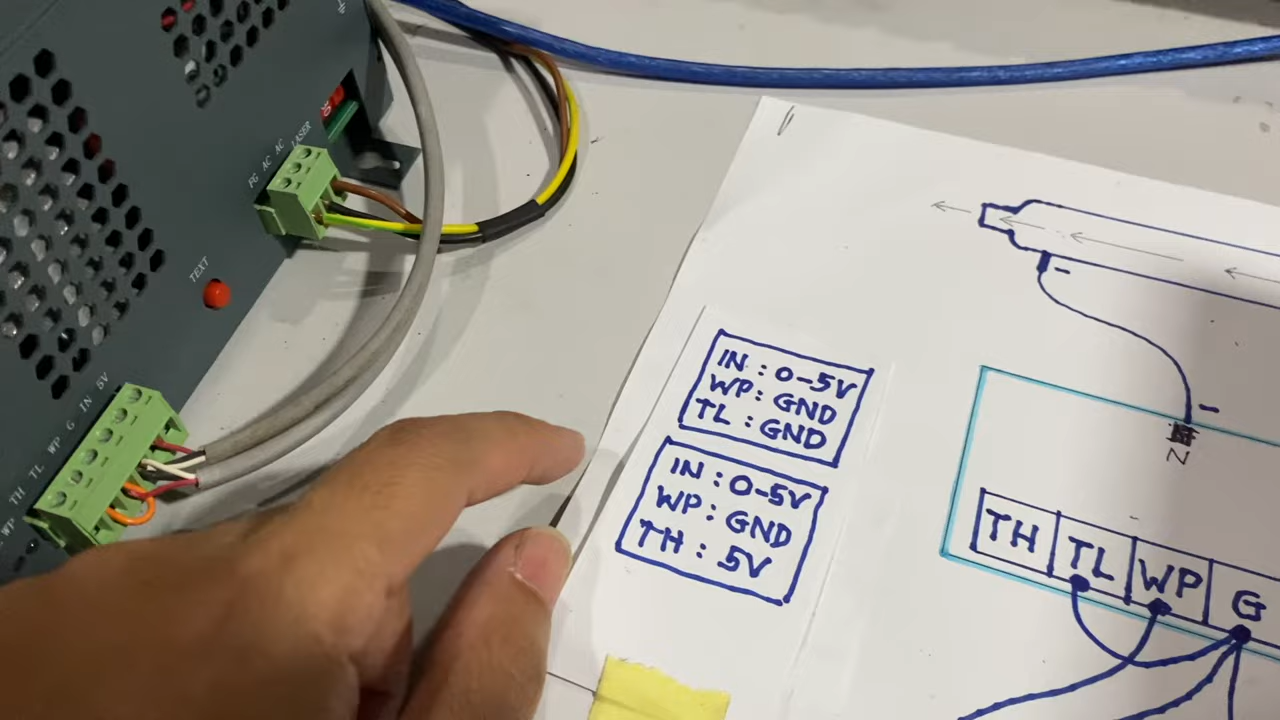 FG AC AC LASER
TEXT
WP
TH TL WP G IN 5V
IN : 0-5V
WP : GND
TL : GND
IN : 0-5V
WP : GND
TH : 5V
-
-
N
TH TL WP G